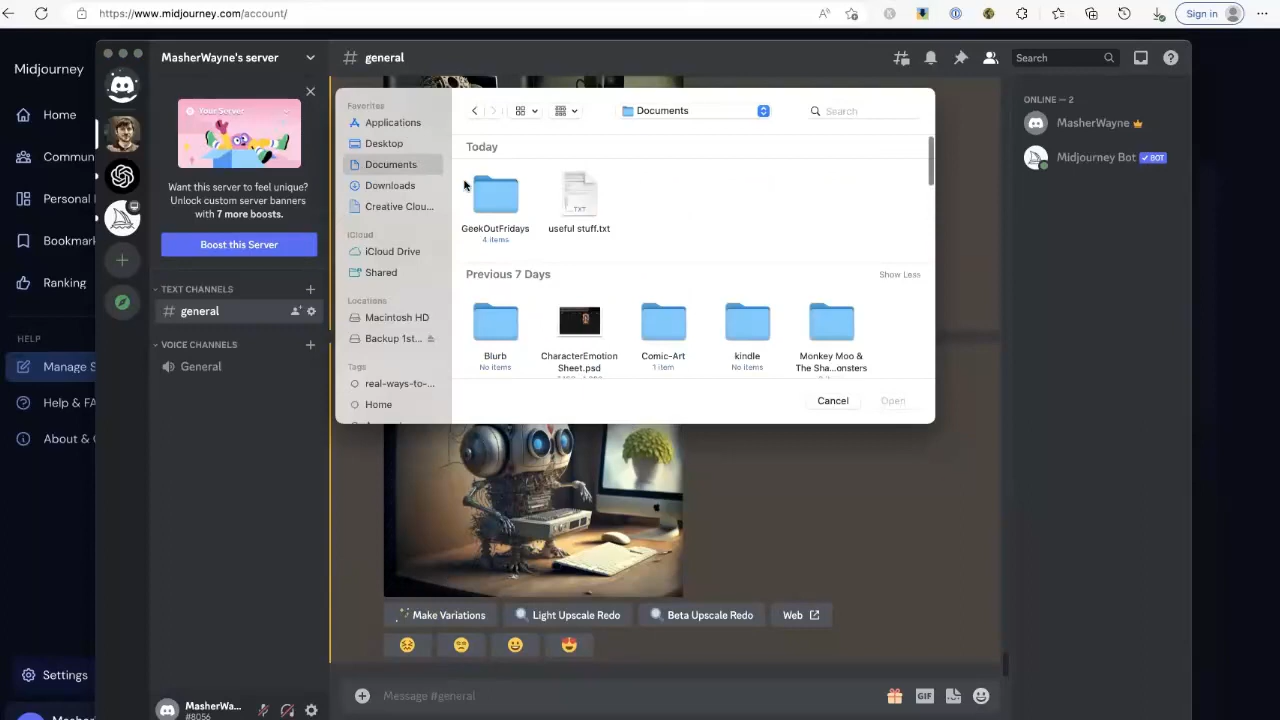 https://www.midjourney.com/account/
Sign in
Midjourney
Home
Commun
Personal
Bookmark
Ranking
HELP
Manage S
Help & FA
About &
Settings
MasherWayne's server
Your Server
Want this server to feel unique?
Unlock custom server banners
with 7 more boosts.
Boost this Server
TEXT CHANNELS
# general
VOICE CHANNELS
General
MasherWa...
#8056
# general
Search
Favorites
Applications
Desktop
Documents
Downloads
Creative Clou...
iCloud
iCloud Drive
Shared
Locations
Macintosh HD
Backup 1st...
Tags
real-ways-to-...
Home
Documents
Search
Today
GeekOutFridays
4 items
TXT
useful stuff.txt
Previous 7 Days
Show Less
Blurb
No items
CharacterEmotion
Sheet.psd
Comic-Art
1 item
kindle
No items
Monkey Moo &
The Sha...onsters
Cancel
Open
Make Variations
Light Upscale Redo
Beta Upscale Redo
Web
Message #general
GIF
ONLINE — 2
MasherWayne
Midjourney Bot
✓ BOT